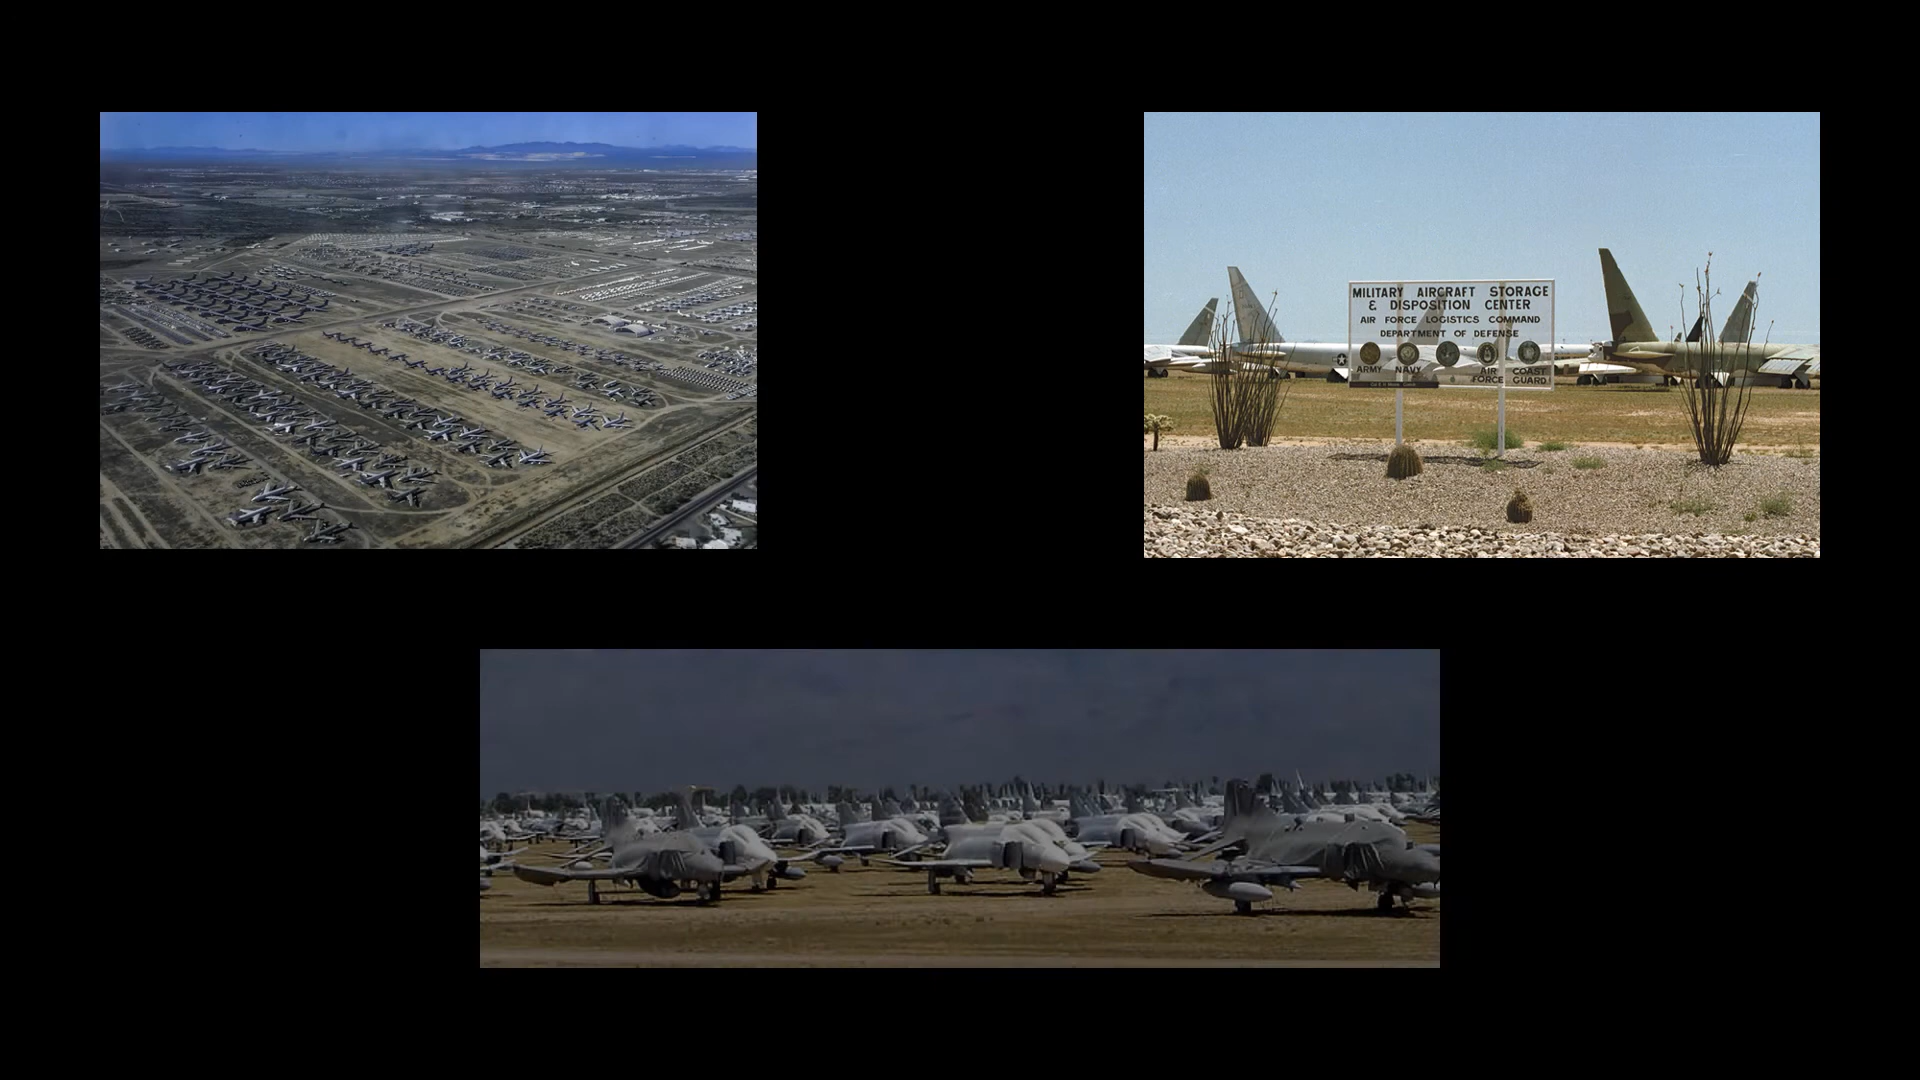 MILITARY AIRCRAFT STORAGE
& DISPOSITION CENTER
AIR FORCE LOGISTICS COMMAND
DEPARTMENT OF DEFENSE
ARMY NAVY AIR FORCE COAST GUARD